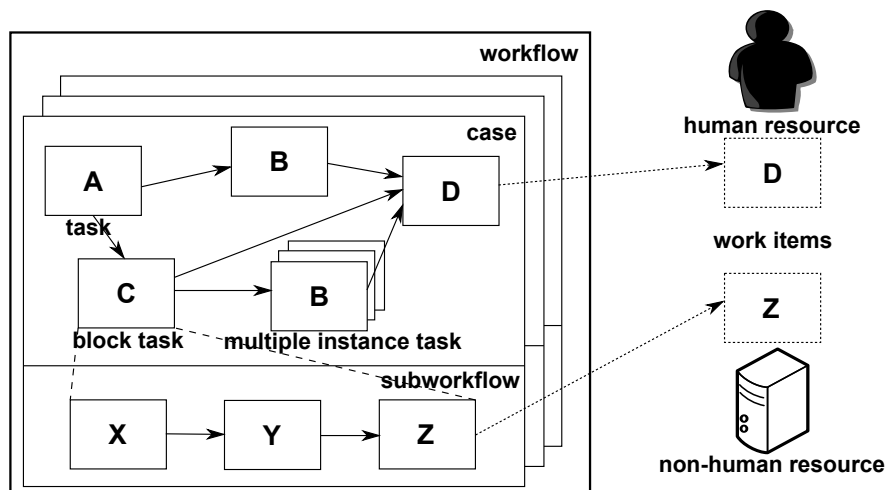 workflow
case
human resource
A
B
D
D
task
work items
C
B
Z
block task
multiple instance task
subworkflow
X
Y
Z
non-human resource